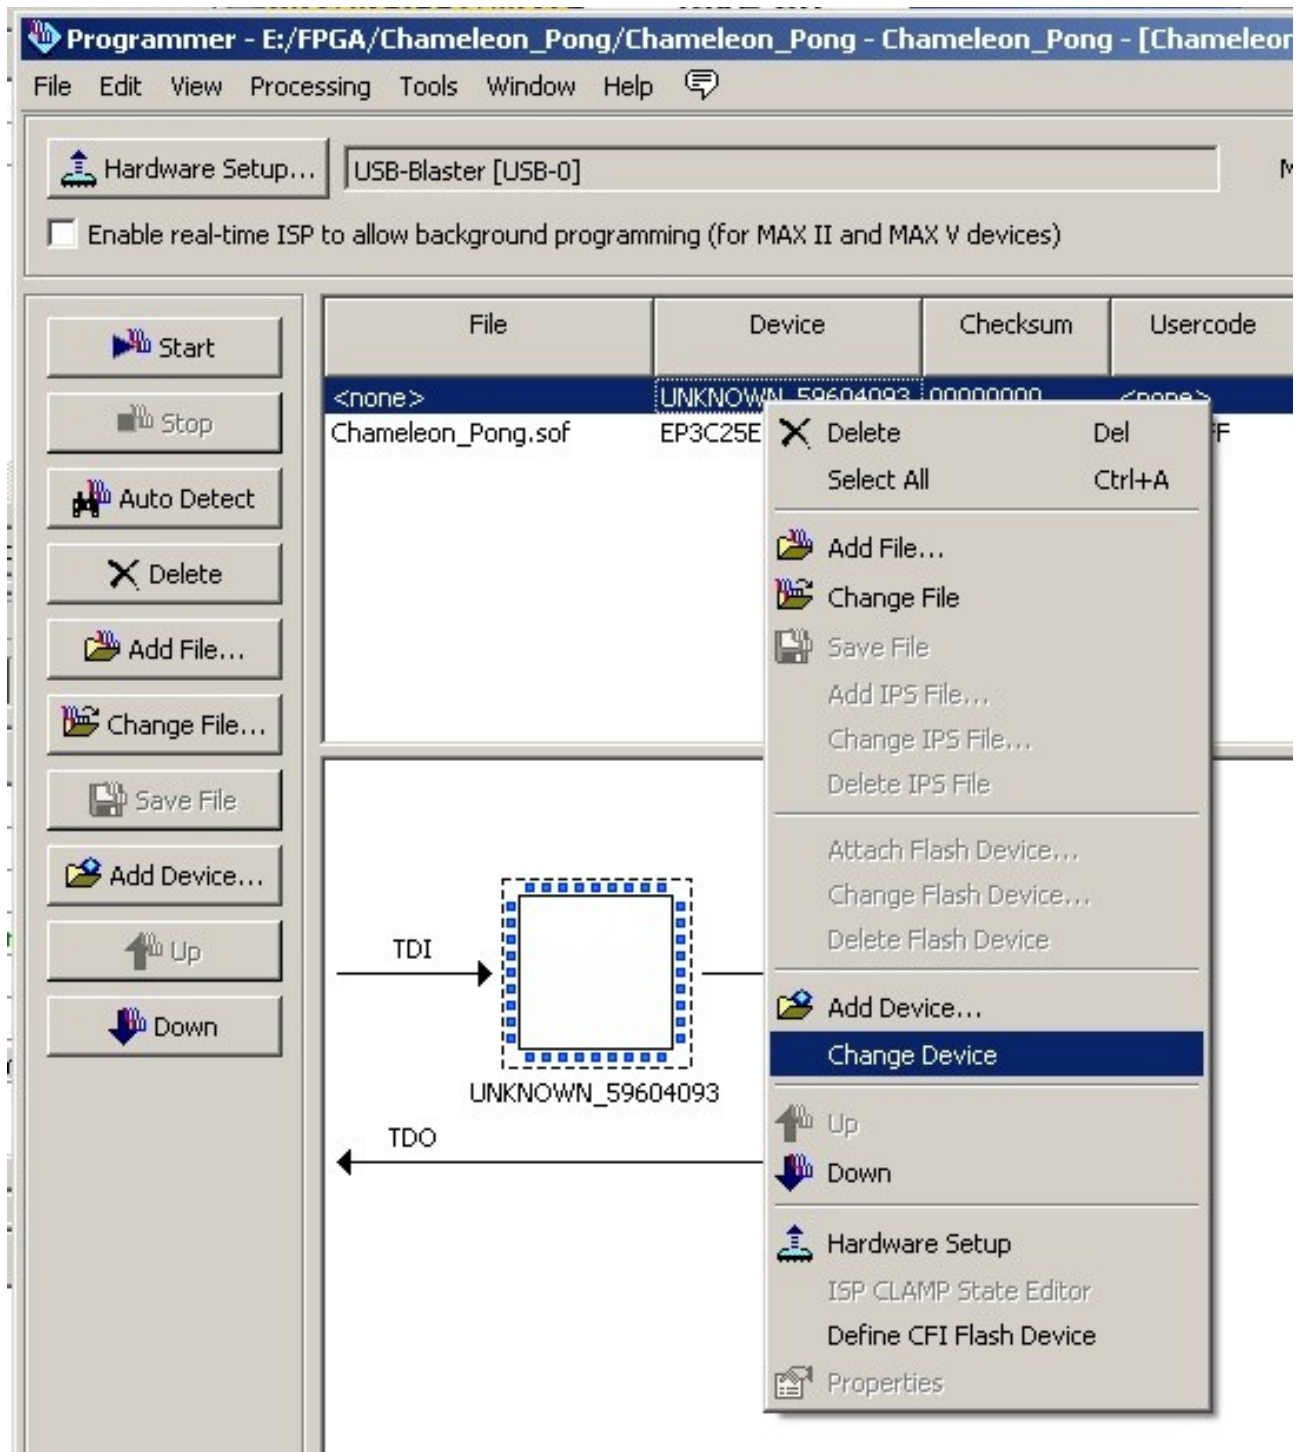 Programmer - E:/FPGA/Chameleon_Pong/Chameleon_Pong - Chameleon_Pong - [Chameleon
File Edit View Processing Tools Window Help
Hardware Setup... USB-Blaster [USB-0] M
Enable real-time ISP to allow background programming (for MAX II and MAX V devices)
File Device Checksum Usercode
<none> UNKNOWN_59604093 00000000 <none>
Chameleon_Pong.sof EP3C25E FF
Start
Stop
Auto Detect
Delete
Add File...
Change File...
Save File
Add Device...
Up
Down
Delete Del
Select All Ctrl+A
Add File...
Change File
Save File
Add IPS File...
Change IPS File...
Delete IPS File
Attach Flash Device...
Change Flash Device...
Delete Flash Device
Add Device...
Change Device
Up
Down
Hardware Setup
ISP CLAMP State Editor
Define CFI Flash Device
Properties
TDI
UNKNOWN_59604093
TDO